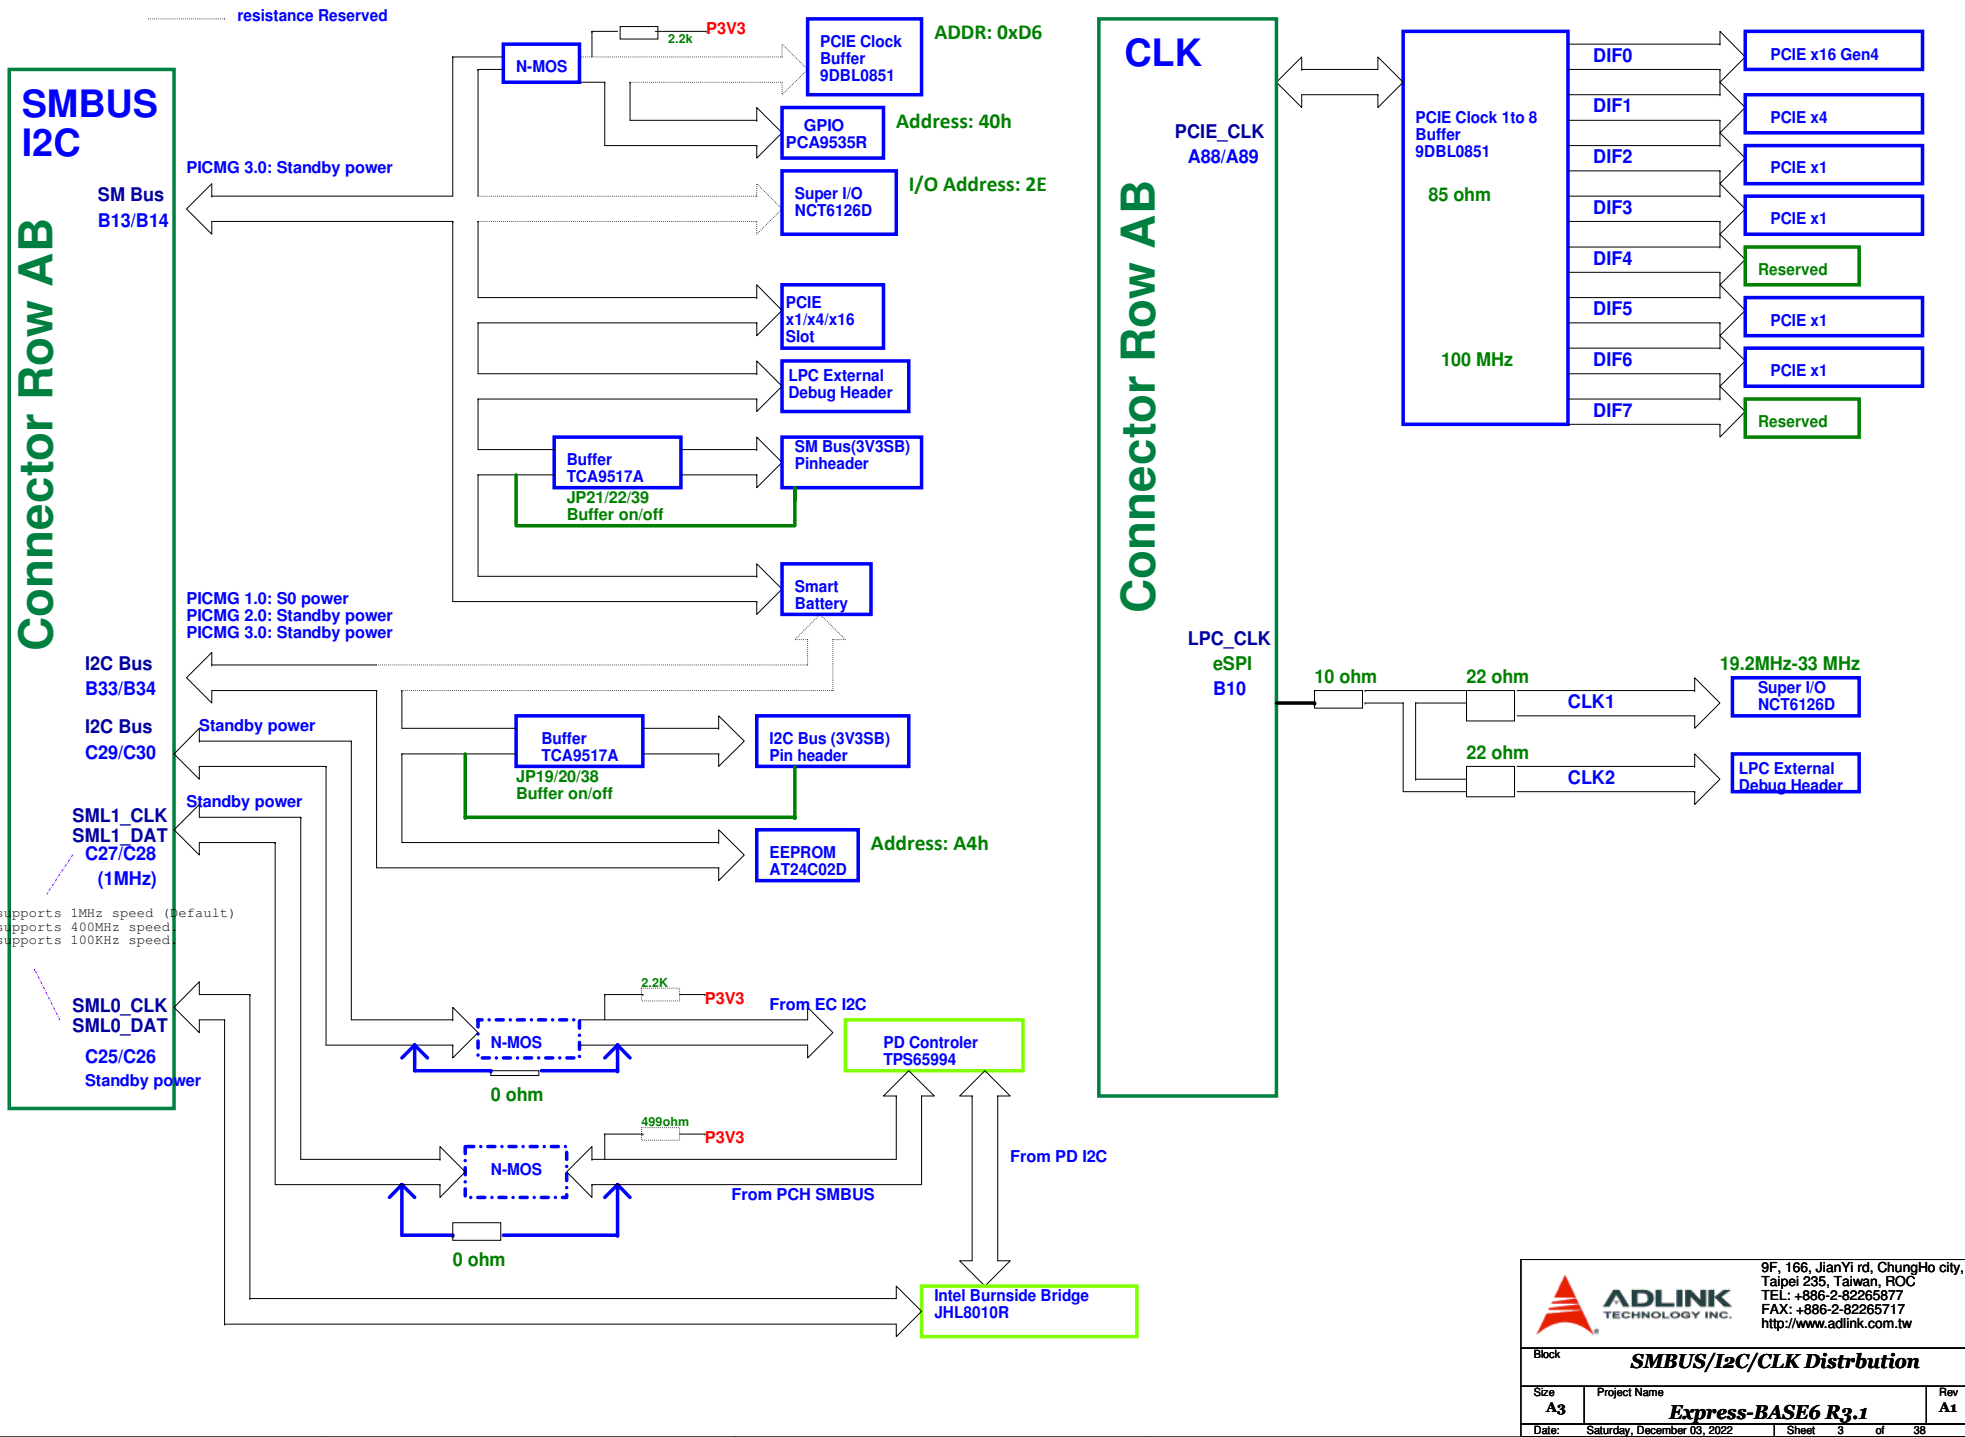 resistance Reserved
SMBUS
I2C
Connector Row AB
PICMG 3.0: Standby power
SM Bus
B13/B14
N-MOS
2.2k
P3V3
PCIE Clock
Buffer
9DBL0851
ADDR: 0xD6
GPIO
PCA9535R
Address: 40h
Super I/O
NCT6126D
I/O Address: 2E
PCIE
x1/x4/x16
Slot
LPC External
Debug Header
Buffer
TCA9517A
JP21/22/39
Buffer on/off
SM Bus(3V3SB)
Pinheader
Smart
Battery
PICMG 1.0: S0 power
PICMG 2.0: Standby power
PICMG 3.0: Standby power
I2C Bus
B33/B34
I2C Bus
C29/C30
Standby power
Buffer
TCA9517A
JP19/20/38
Buffer on/off
I2C Bus (3V3SB)
Pin header
Standby power
SML1_CLK
SML1_DAT
C27/C28
(1MHz)
EEPROM
AT24C02D
Address: A4h
supports 1MHz speed (Default)
supports 400MHz speed.
supports 100KHz speed.
SML0_CLK
SML0_DAT
C25/C26
Standby power
N-MOS
2.2K
P3V3
From EC I2C
0 ohm
PD Controler
TPS65994
N-MOS
499ohm
P3V3
From PCH SMBUS
0 ohm
From PD I2C
Intel Burnside Bridge
JHL8010R
CLK
Connector Row AB
PCIE_CLK
A88/A89
PCIE Clock 1to 8
Buffer
9DBL0851
85 ohm
100 MHz
DIF0
PCIE x16 Gen4
DIF1
PCIE x4
DIF2
PCIE x1
DIF3
PCIE x1
DIF4
Reserved
DIF5
PCIE x1
DIF6
PCIE x1
DIF7
Reserved
LPC_CLK
eSPI
B10
10 ohm
22 ohm
CLK1
19.2MHz-33 MHz
Super I/O
NCT6126D
22 ohm
CLK2
LPC External
Debug Header
ADLINK
TECHNOLOGY INC.
9F, 166, JianYi rd, ChungHo city,
Taipei 235, Taiwan, ROC
TEL: +886-2-82265877
FAX: +886-2-82265717
http://www.adlink.com.tw
Block
SMBUS/I2C/CLK Distrbution
Size
A3
Project Name
Express-BASE6 R3.1
Rev
A1
Date: Saturday, December 03, 2022 Sheet 3 of 38